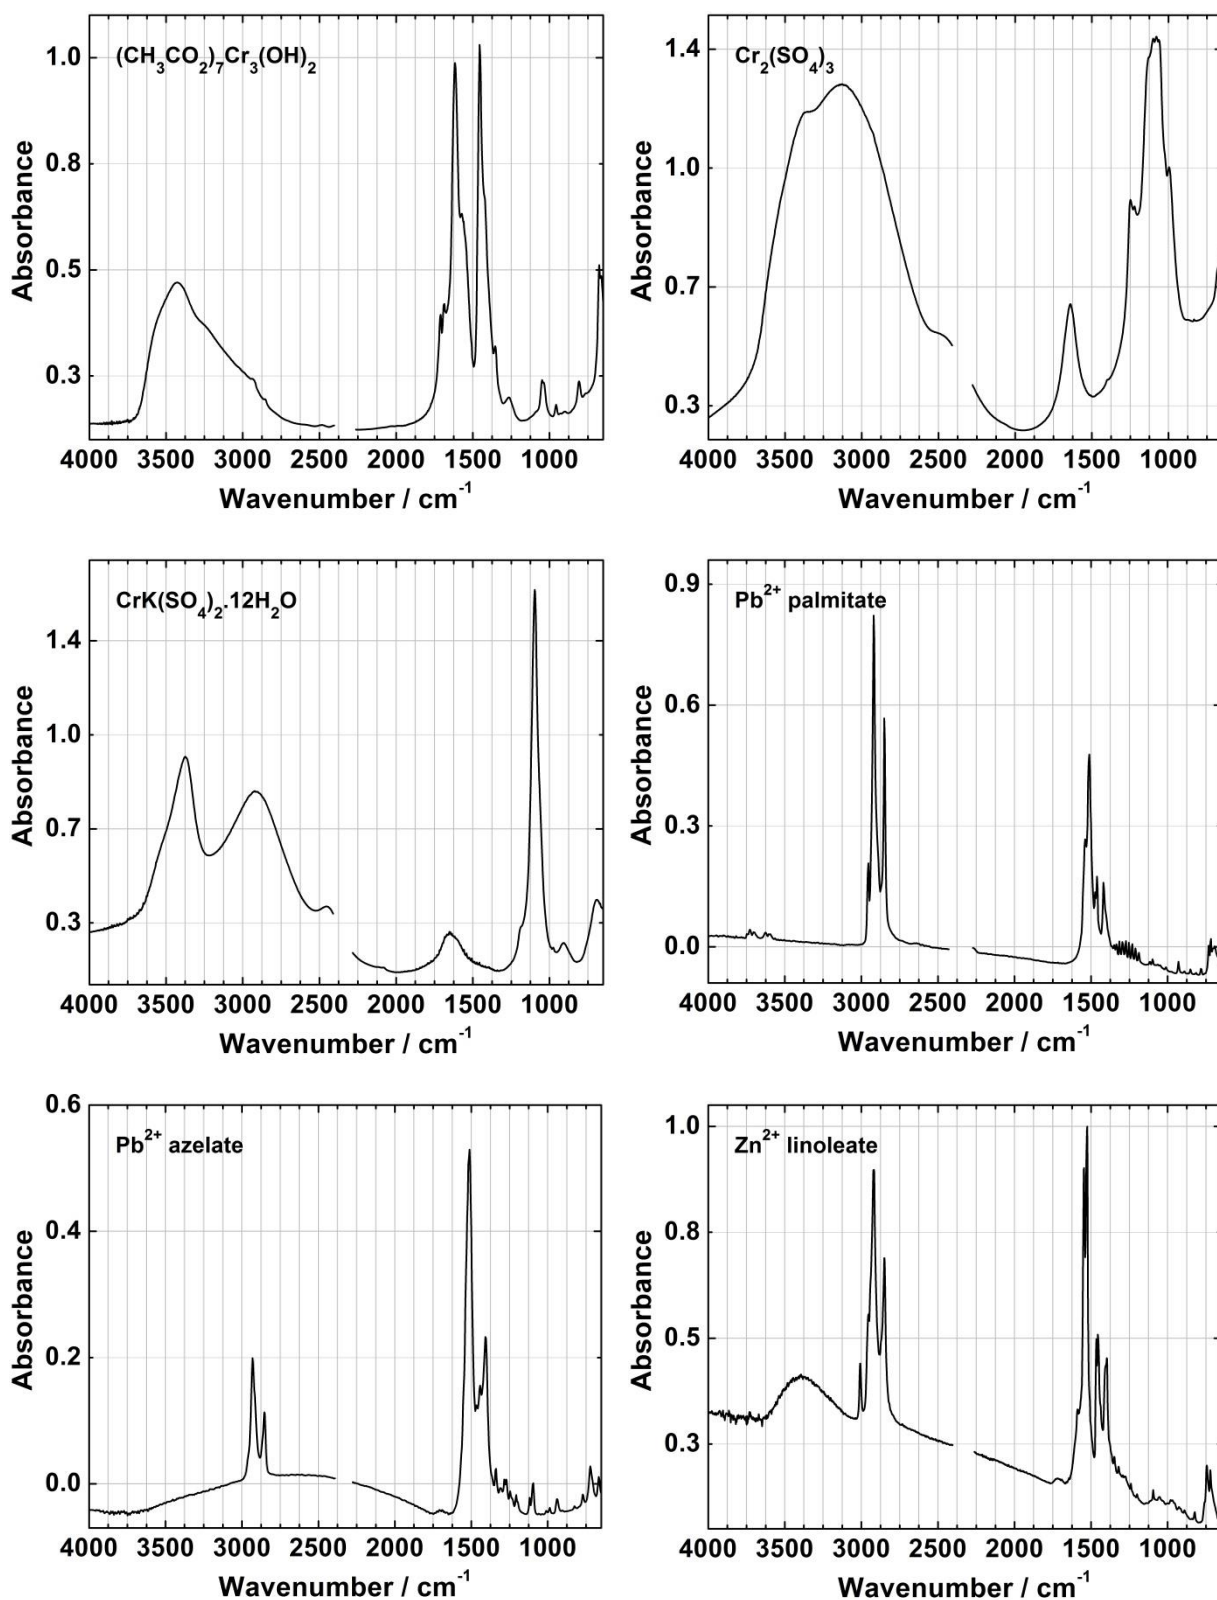 (CH3CO2)7Cr3(OH)2
Absorbance
1.0
0.8
0.5
0.3
4000 3500 3000 2500 2000 1500 1000
Wavenumber / cm-1
Cr2(SO4)3
Absorbance
1.4
1.0
0.7
0.3
4000 3500 3000 2500 2000 1500 1000
Wavenumber / cm-1
CrK(SO4)2.12H2O
Absorbance
1.4
1.0
0.7
0.3
4000 3500 3000 2500 2000 1500 1000
Wavenumber / cm-1
Pb2+ palmitate
Absorbance
0.9
0.6
0.3
0.0
4000 3500 3000 2500 2000 1500 1000
Wavenumber / cm-1
Pb2+ azelate
Absorbance
0.6
0.4
0.2
0.0
4000 3500 3000 2500 2000 1500 1000
Wavenumber / cm-1
Zn2+ linoleate
Absorbance
1.0
0.8
0.5
0.3
4000 3500 3000 2500 2000 1500 1000
Wavenumber / cm-1